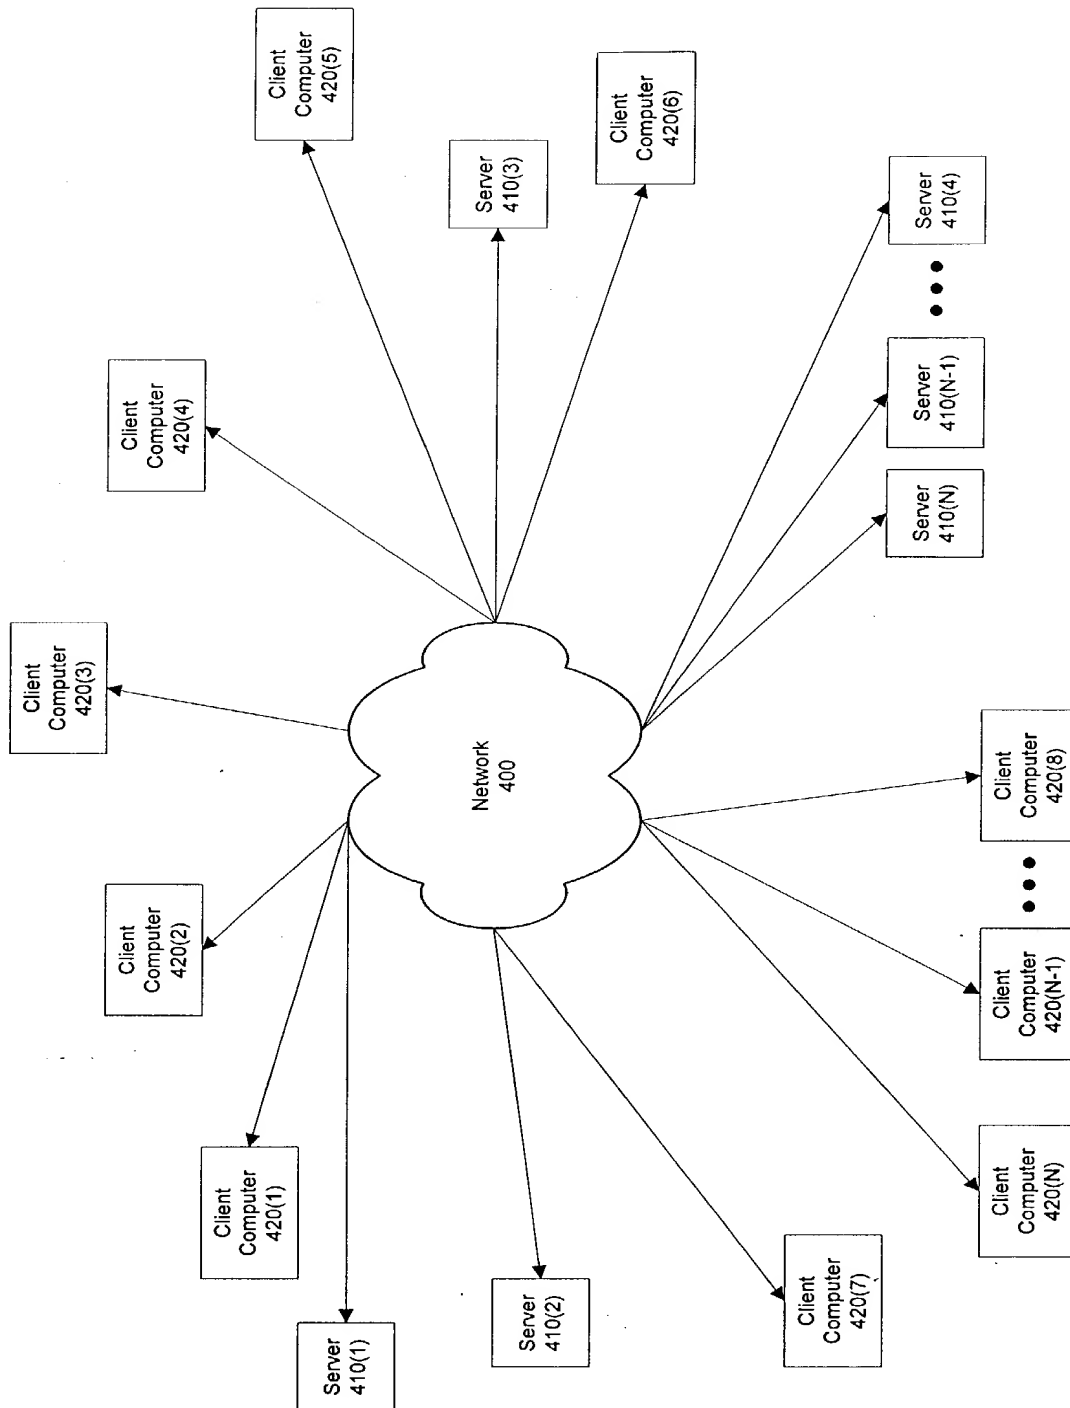 Client
Computer
420(3)
Client
Computer
420(2)
Client
Computer
420(4)
Client
Computer
420(1)
Client
Computer
420(5)
Server
410(1)
Network
400
Server
410(2)
Server
410(3)
Client
Computer
420(6)
Client
Computer
420(7)
Server
410(N)
Server
410(N-1)
Server
410(4)
Client
Computer
420(N)
Client
Computer
420(N-1)
Client
Computer
420(8)